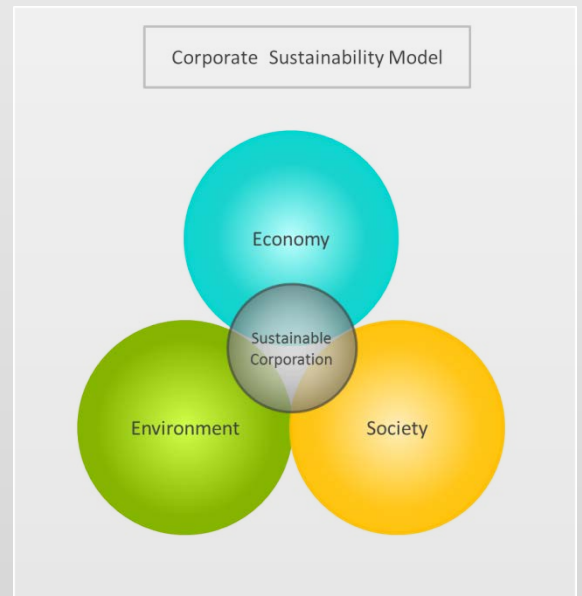 Corporate Sustainability Model
Economy
Sustainable
Corporation
Environment
Society